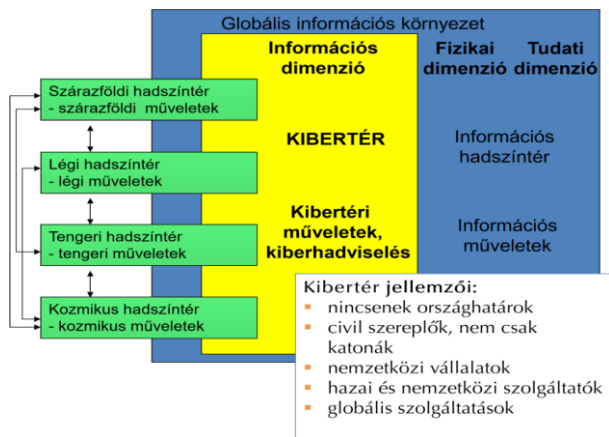 Globális információs környezet
Információs
dimenzió
Fizikai
dimenzió
Tudati
dimenzió
Szárazföldi hadszíntér
- szárazföldi műveletek
KIBERTÉR
Információs
hadszíntér
Légi hadszíntér
- légi műveletek
Kibertéri
műveletek,
kiberhadviselés
Információs
műveletek
Tengeri hadszíntér
- tengeri műveletek
Kozmikus hadszíntér
- kozmikus műveletek
Kibertér jellemzői:
▪ nincsenek országhatárok
▪ civil szereplők, nem csak
katonák
▪ nemzetközi vállalatok
▪ hazai és nemzetközi szolgáltatók
▪ globális szolgáltatások